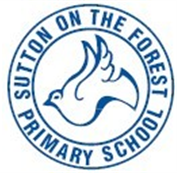 SUTTON ON THE FOREST
PRIMARY SCHOOL